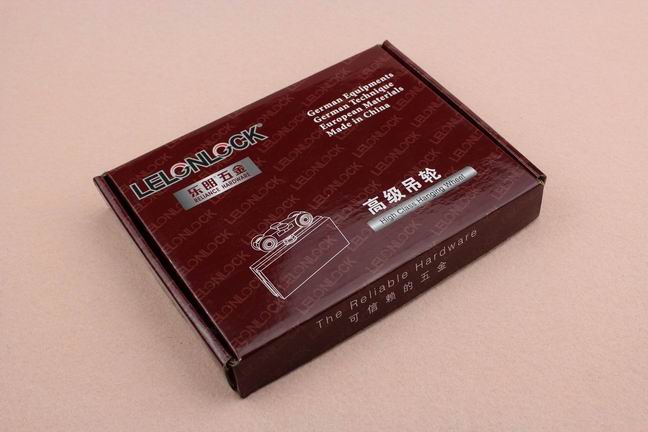 LELONLOCK®
乐朗五金
RELIANCE HARDWARE
German Equipments
German Technique
European Materials
Made in China
高级吊轮
High Class Hanging Wheel
The Reliable Hardware
可信赖的五金